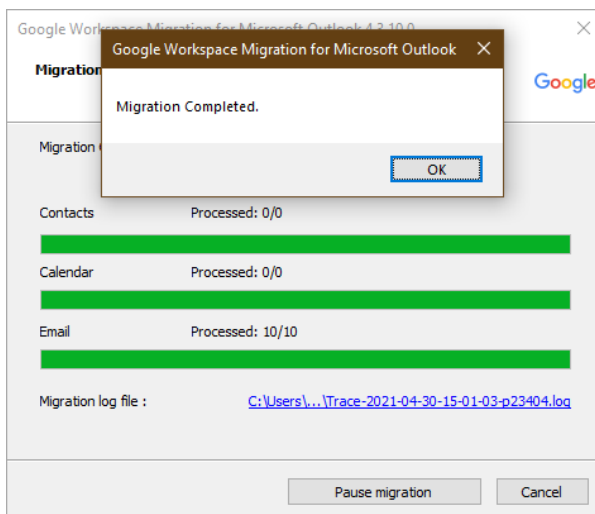 Google Workspace Migration for Microsoft Outlook 4.3.10.0
Google Workspace Migration for Microsoft Outlook
Migration
Google
Migration Completed.
OK
Migration
Contacts Processed: 0/0
Calendar Processed: 0/0
Email Processed: 10/10
Migration log file : C:\Users\...\Trace-2021-04-30-15-01-03-p23404.log
Pause migration Cancel